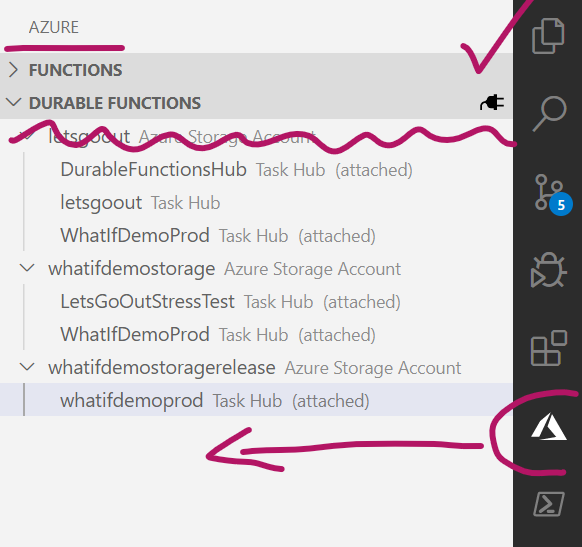 AZURE
FUNCTIONS
DURABLE FUNCTIONS
letsgoout Azure Storage Account
DurableFunctionsHub Task Hub (attached)
letsgoout Task Hub
WhatIfDemoProd Task Hub (attached)
5
whatifdemostorage Azure Storage Account
LetsGoOutStressTest Task Hub (attached)
WhatIfDemoProd Task Hub (attached)
whatifdemostoragerelease Azure Storage Account
whatifdemoprod Task Hub (attached)